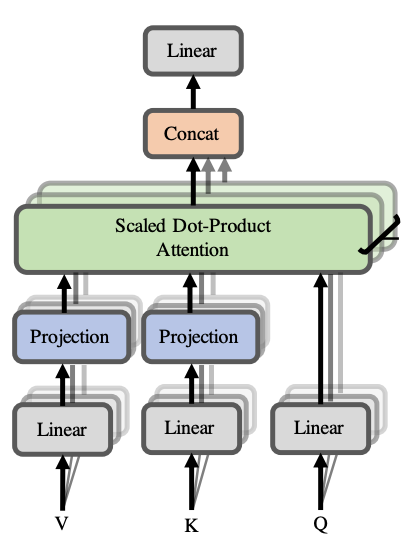 Linear
Concat
Scaled Dot-Product
Attention
Projection
Projection
Linear
Linear
Linear
V
K
Q